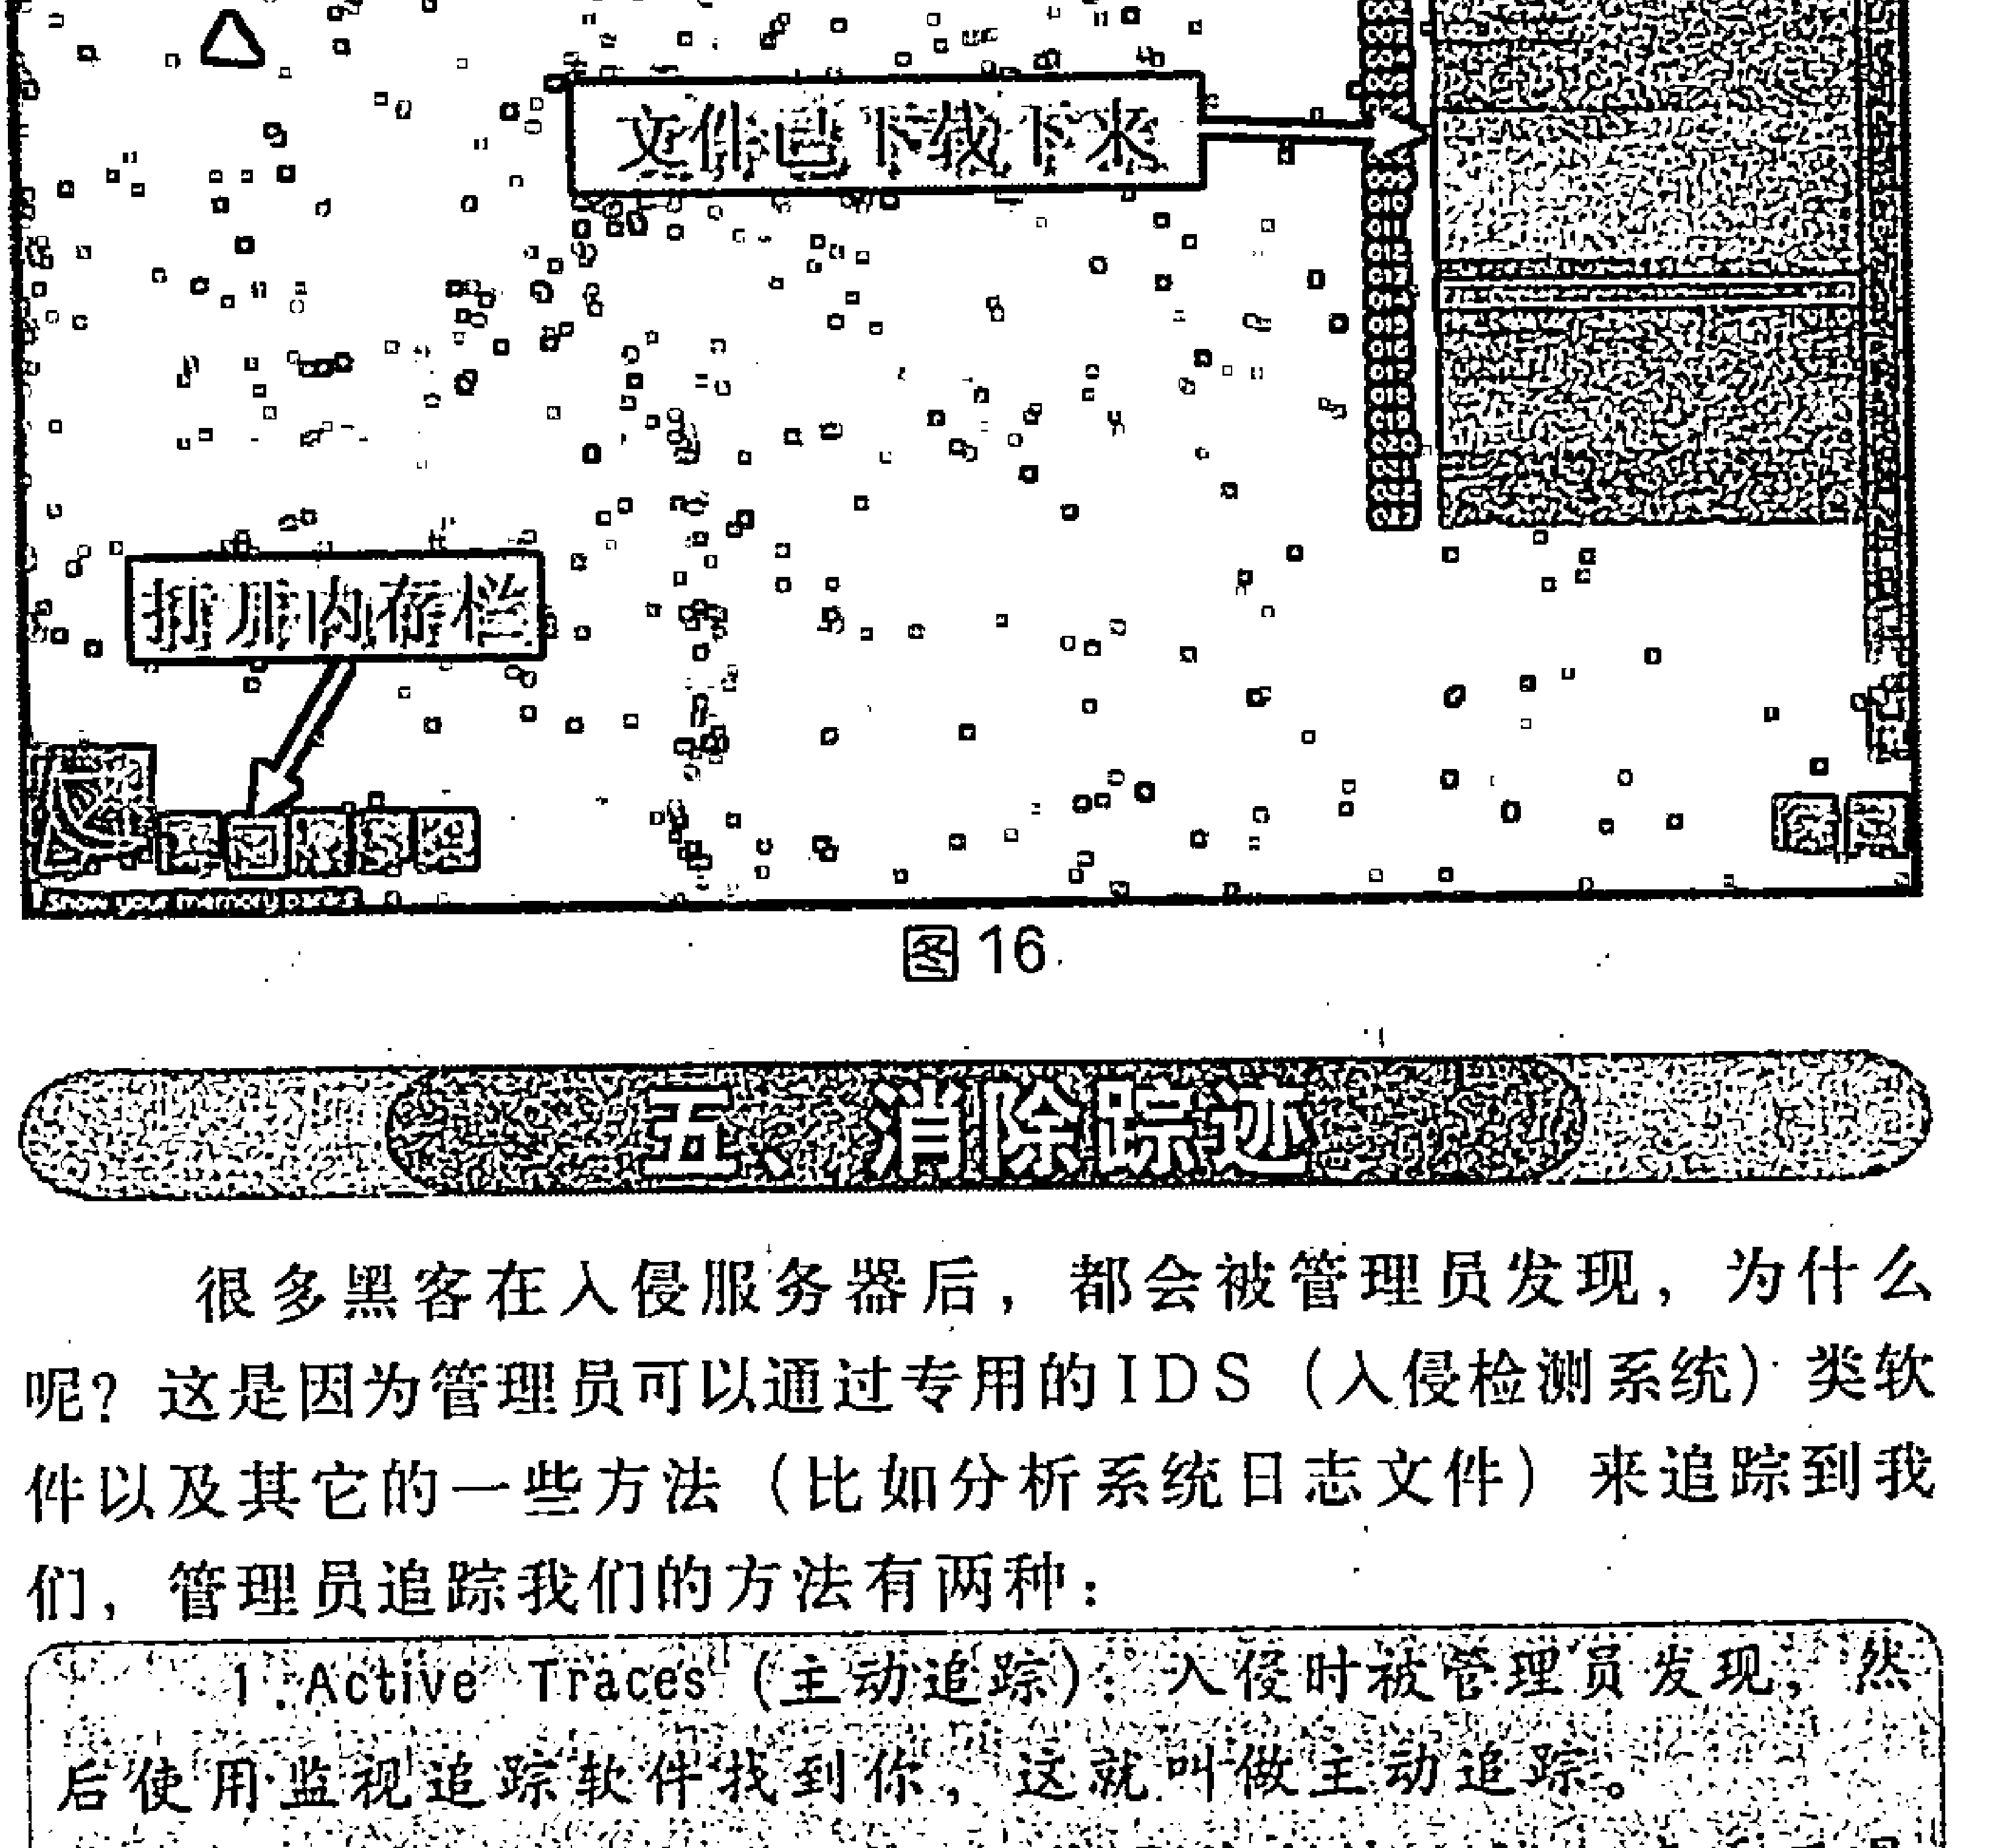 文件已下载下来
打开内存栏
Show your memory banks
图 16
五、消除踪迹
很多黑客在入侵服务器后，都会被管理员发现，为什么
呢？这是因为管理员可以通过专用的IDS（入侵检测系统）类软
件以及其它的一些方法（比如分析系统日志文件）来追踪到我
们，管理员追踪我们的方法有两种：
1.Active Traces（主动追踪）：入侵时被管理员发现，然
后使用监视追踪软件找到你，这就叫做主动追踪。